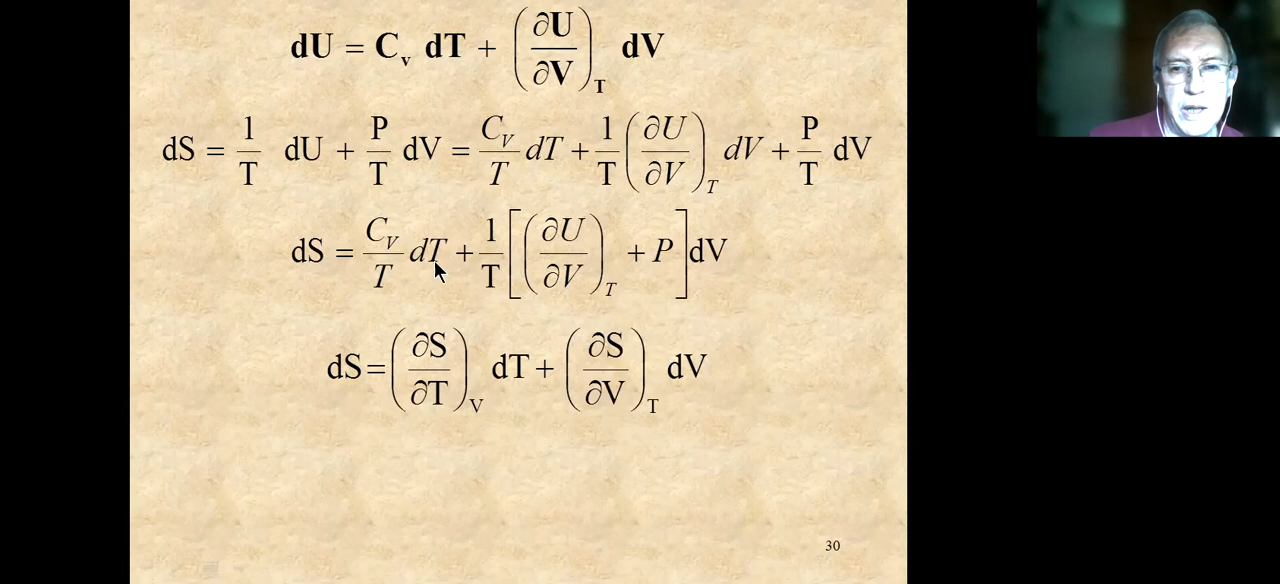 dU = C_v dT + (∂U/∂V)_T dV
dS = 1/T dU + P/T dV = C_V/T dT + 1/T (∂U/∂V)_T dV + P/T dV
dS = C_V/T dT + 1/T [(∂U/∂V)_T + P] dV
dS = (∂S/∂T)_V dT + (∂S/∂V)_T dV
30